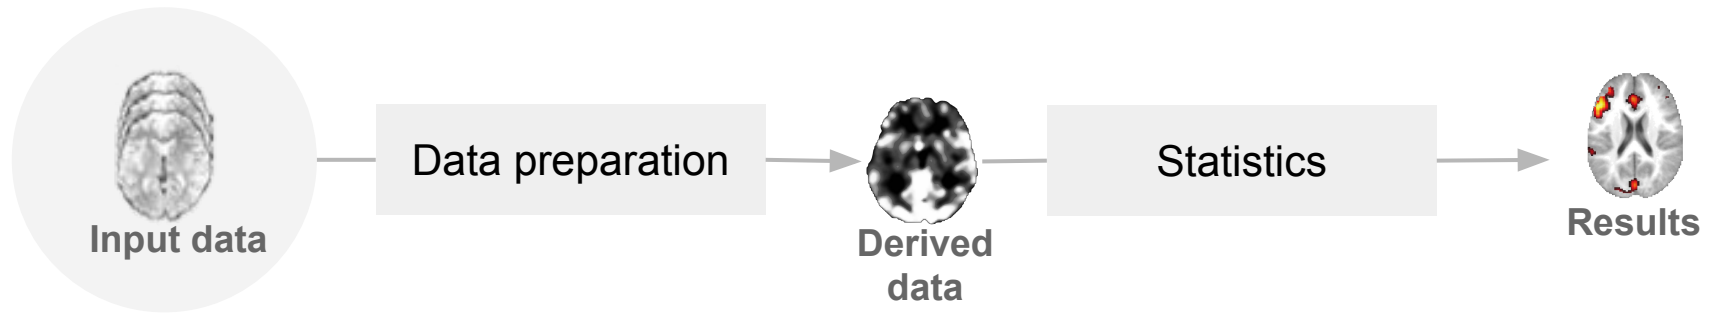 Input data
Data preparation
Derived
data
Statistics
Results